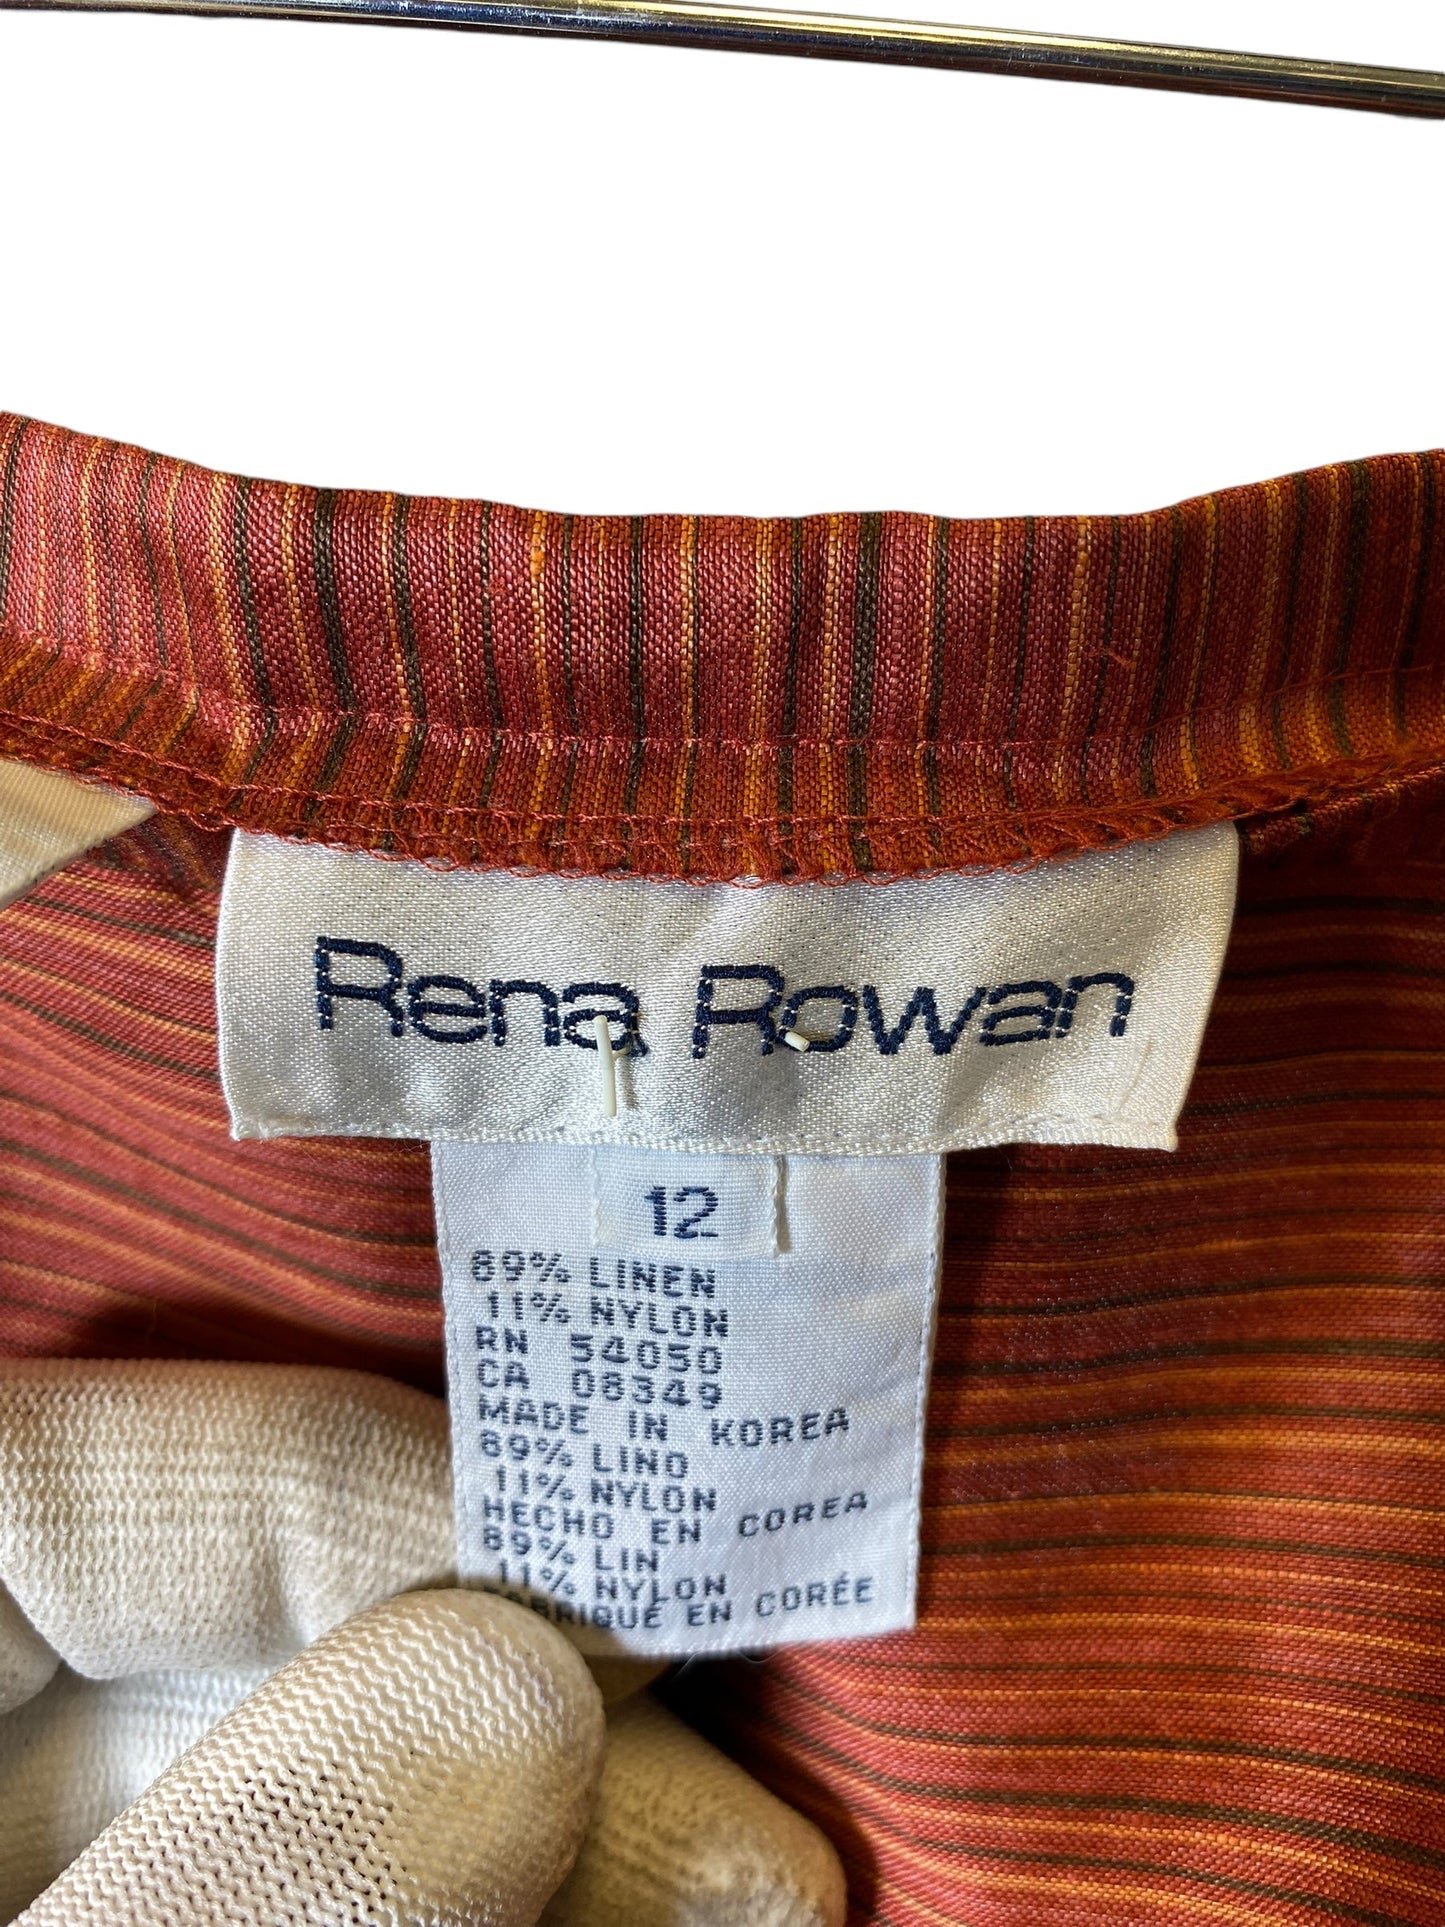 Rena Rowan
12
89% LINEN
11% NYLON
RN 54050
CA 08349
MADE IN KOREA
89% LINO
11% NYLON
HECHO EN COREA
89% LIN
11% NYLON
EN CORÉE